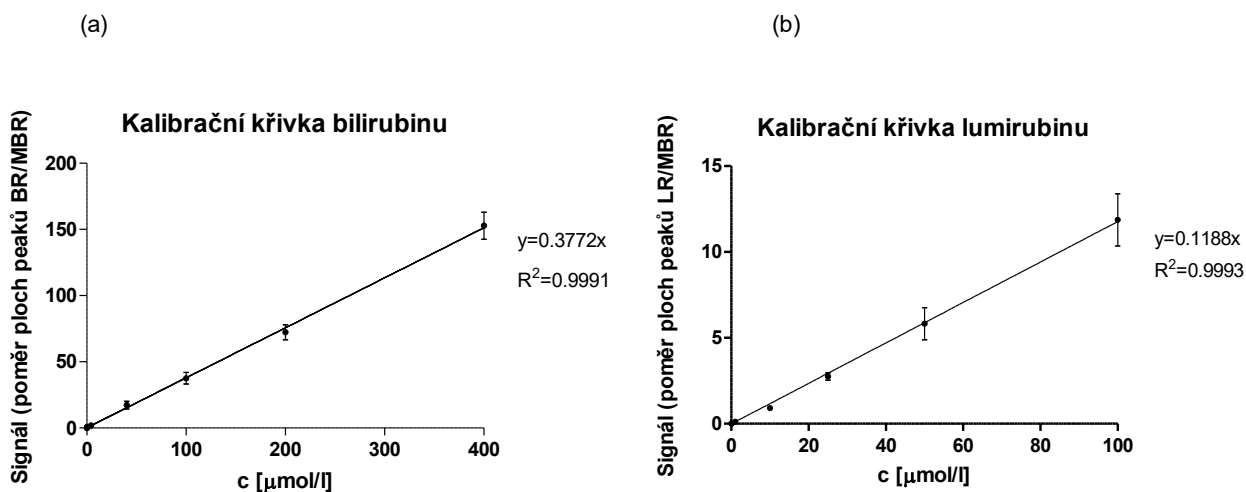 (a)
Kalibrační křivka bilirubinu
Signál (poměr ploch peaků BR/MBR)
200
150
100
50
0
0 100 200 300 400
c [μmol/l]
y=0.3772x
R²=0.9991
(b)
Kalibrační křivka lumirubinu
Signál (poměr ploch peaků LR/MBR)
15
10
5
0
0 20 40 60 80 100
c [μmol/l]
y=0.1188x
R²=0.9993